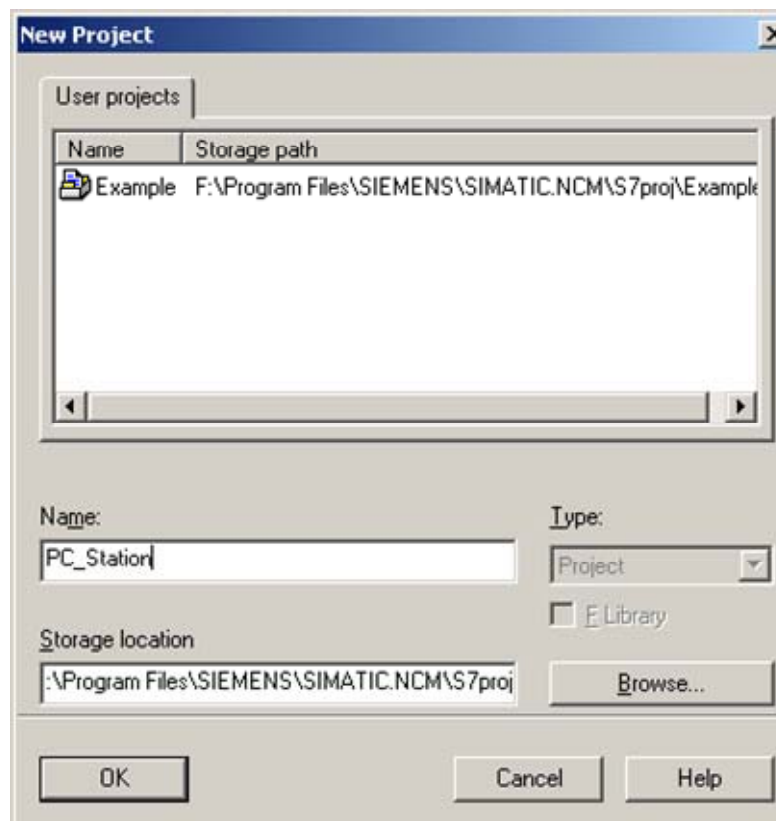 New Project
User projects
Name Storage path
Example F:\Program Files\SIEMENS\SIMATIC.NCM\S7proj\Example
Name: Type:
PC_Station Project
F Library
Storage location
:\Program Files\SIEMENS\SIMATIC.NCM\S7proj Browse...
OK Cancel Help